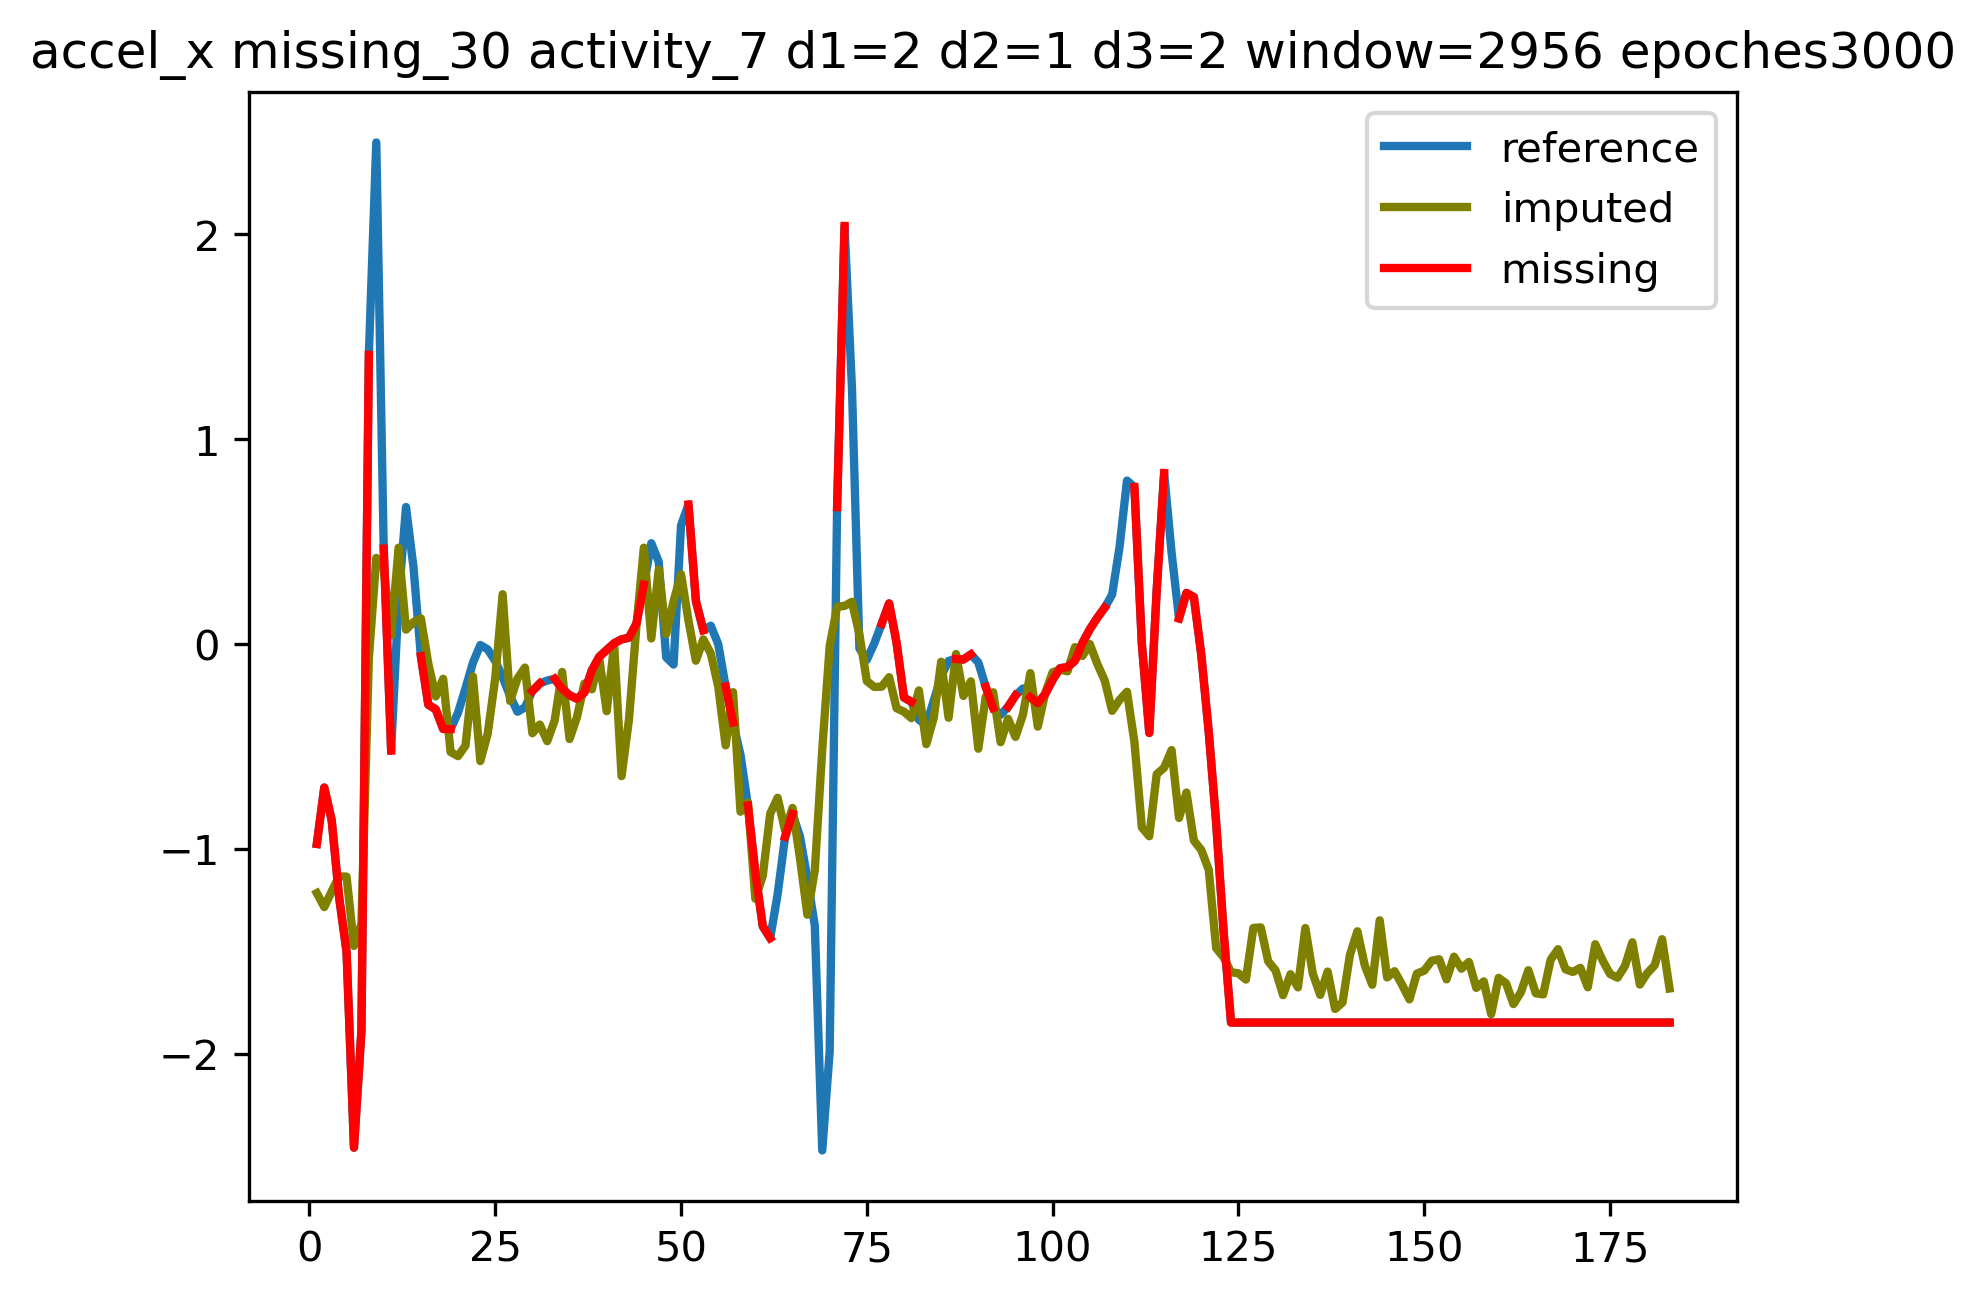 accel_x missing_30 activity_7 d1=2 d2=1 d3=2 window=2956 epoches3000
reference
imputed
missing
2
1
0
−1
−2
0 25 50 75 100 125 150 175